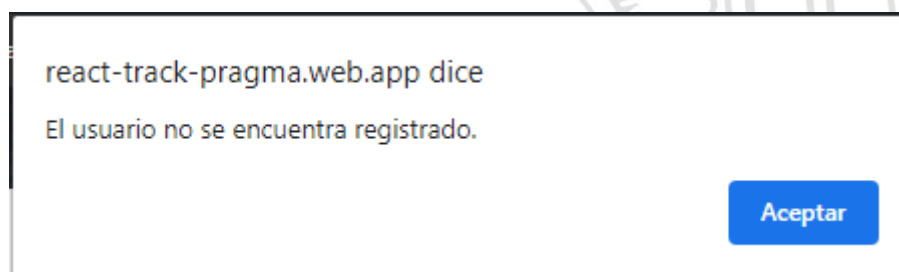 react-track-pragma.web.app dice
El usuario no se encuentra registrado.
Aceptar